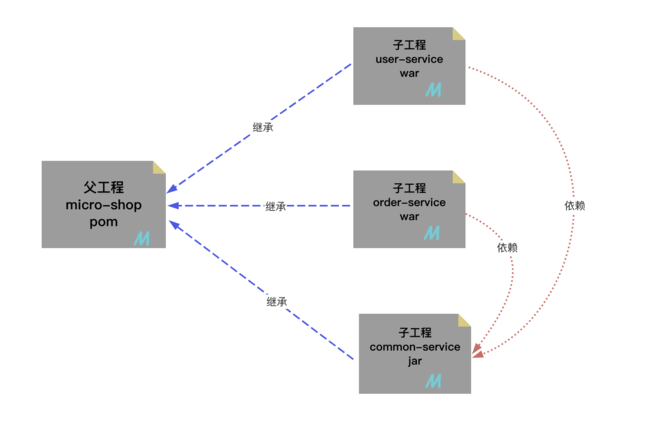 父工程
micro-shop
pom
M
继承
继承
继承
子工程
user-service
war
M
子工程
order-service
war
M
子工程
common-service
jar
M
依赖
依赖